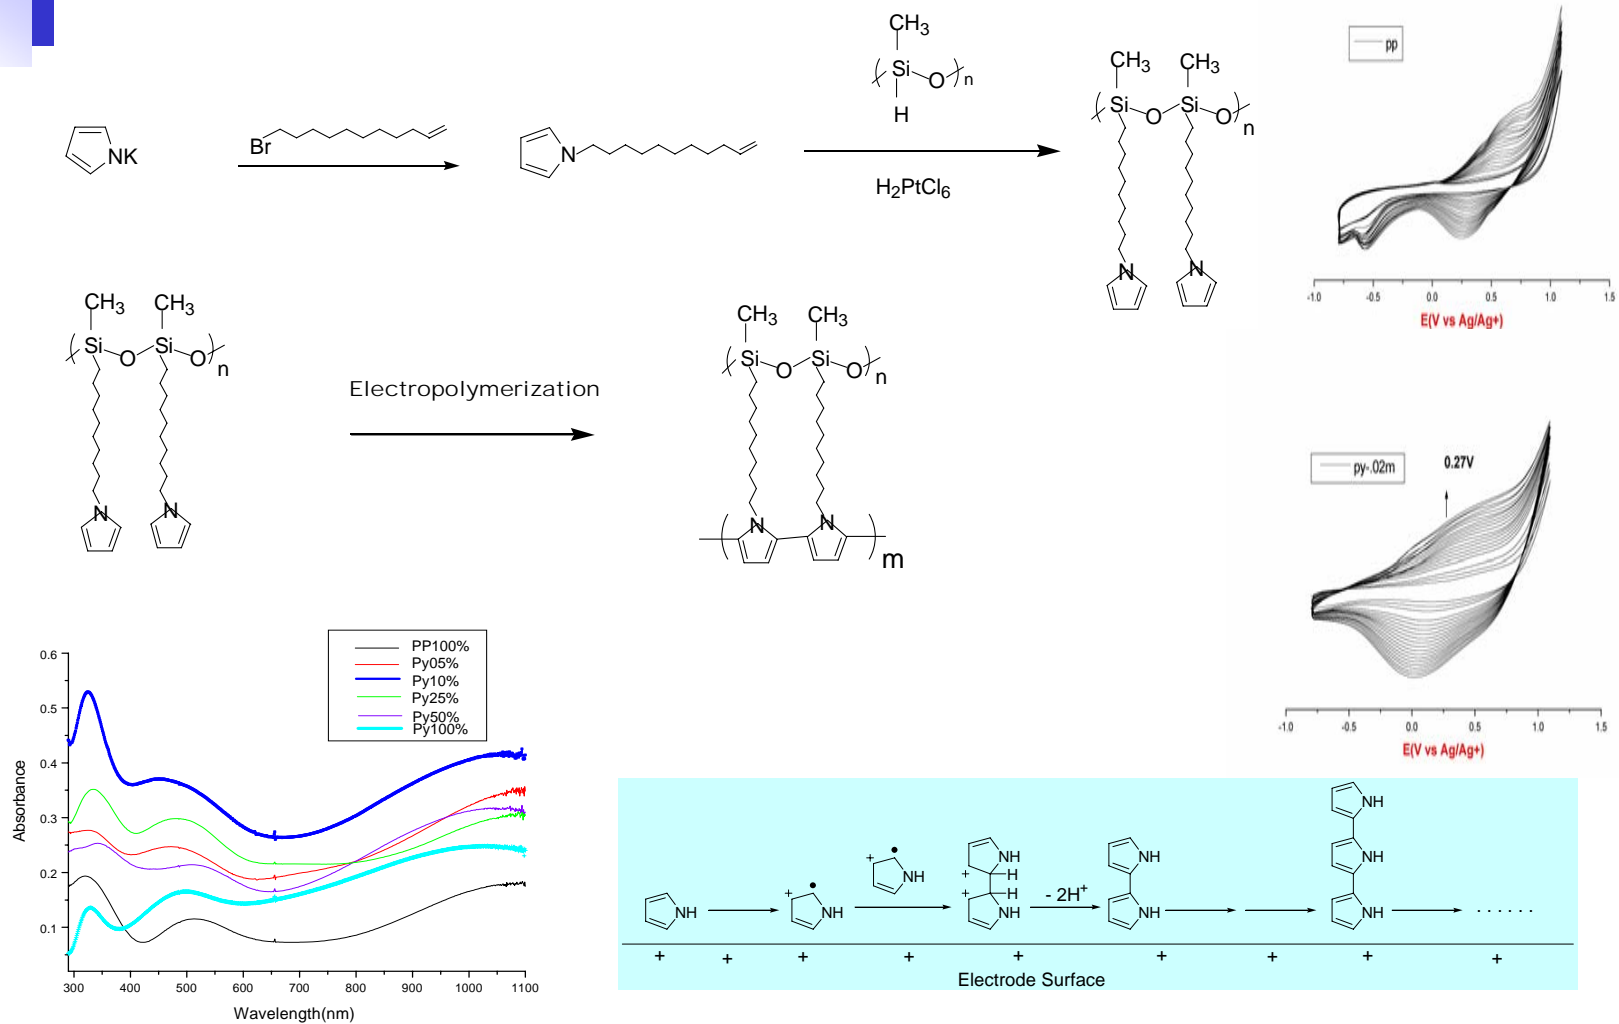 CH3
Si
O
n
H
NK
Br
N
H2PtCl6
CH3 CH3
Si Si
O O
n
N N
pp
-1.0 -0.5 0.0 0.5 1.0 1.5
E(V vs Ag/Ag+)
CH3 CH3
Si Si
O O
n
N N
Electropolymerization
CH3 CH3
Si Si
O O
n
N N
m
py-.02m
0.27V
-1.0 -0.5 0.0 0.5 1.0 1.5
E(V vs Ag/Ag+)
PP100%
Py05%
Py10%
Py25%
Py50%
Py100%
0.6
0.5
0.4
0.3
0.2
0.1
Absorbance
300 400 500 600 700 800 900 1000 1100
Wavelength(nm)
NH
+ • NH
+ • NH
NH
+ H
+ H
NH
- 2H+
NH
NH
NH
NH
NH
······
+ + + + + + + + +
Electrode Surface